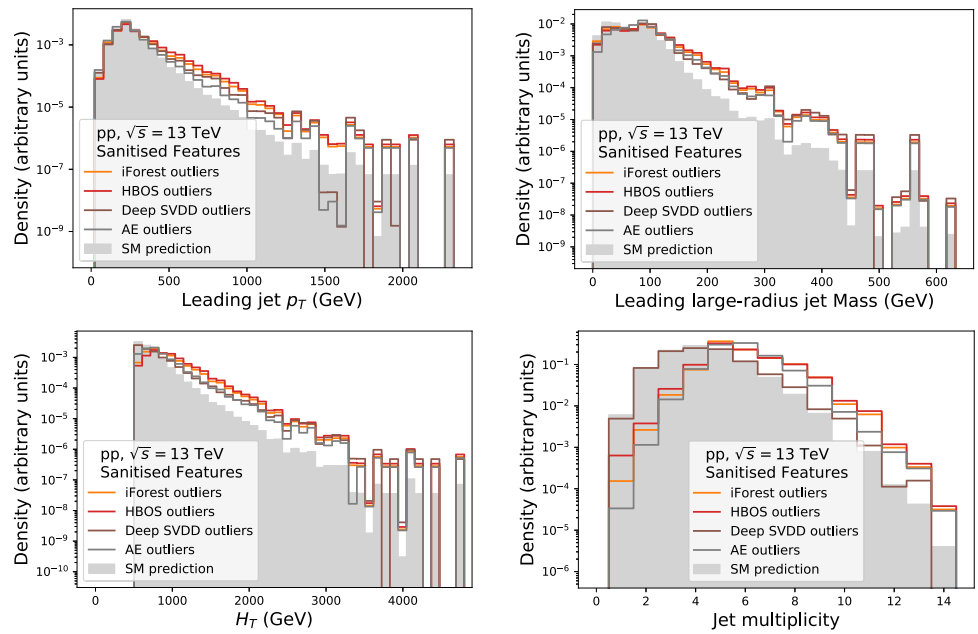 Density (arbitrary units)
10⁻³
10⁻⁵
10⁻⁷
10⁻⁹
pp, √s = 13 TeV
Sanitised Features
iForest outliers
HBOS outliers
Deep SVDD outliers
AE outliers
SM prediction
0 500 1000 1500 2000
Leading jet p_T (GeV)
Density (arbitrary units)
10⁻²
10⁻³
10⁻⁴
10⁻⁵
10⁻⁶
10⁻⁷
10⁻⁸
10⁻⁹
pp, √s = 13 TeV
Sanitised Features
iForest outliers
HBOS outliers
Deep SVDD outliers
AE outliers
SM prediction
0 100 200 300 400 500 600
Leading large-radius jet Mass (GeV)
Density (arbitrary units)
10⁻³
10⁻⁴
10⁻⁵
10⁻⁶
10⁻⁷
10⁻⁸
10⁻⁹
10⁻¹⁰
pp, √s = 13 TeV
Sanitised Features
iForest outliers
HBOS outliers
Deep SVDD outliers
AE outliers
SM prediction
0 1000 2000 3000 4000
H_T (GeV)
Density (arbitrary units)
10⁻¹
10⁻²
10⁻³
10⁻⁴
10⁻⁵
10⁻⁶
pp, √s = 13 TeV
Sanitised Features
iForest outliers
HBOS outliers
Deep SVDD outliers
AE outliers
SM prediction
0 2 4 6 8 10 12 14
Jet multiplicity